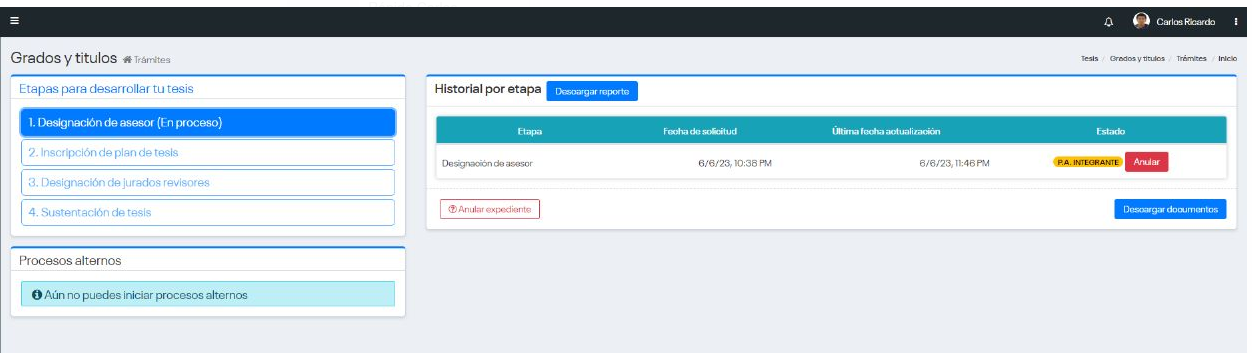 Carlos Ricardo
Grados y titulos Trámites
Tesis / Grados y titulos / Trámites / Inicio
Etapas para desarrollar tu tesis
1. Designación de asesor (En proceso)
2. Inscripción de plan de tesis
3. Designación de jurados revisores
4. Sustentación de tesis
Procesos alternos
Aún no puedes iniciar procesos alternos
Historial por etapa Descargar reporte
Etapa Fecha de solicitud Última fecha actualización Estado
Designación de asesor 6/6/23, 10:38 PM 6/6/23, 11:46 PM P.A. INTEGRANTE Anular
Anular expediente Descargar documentos